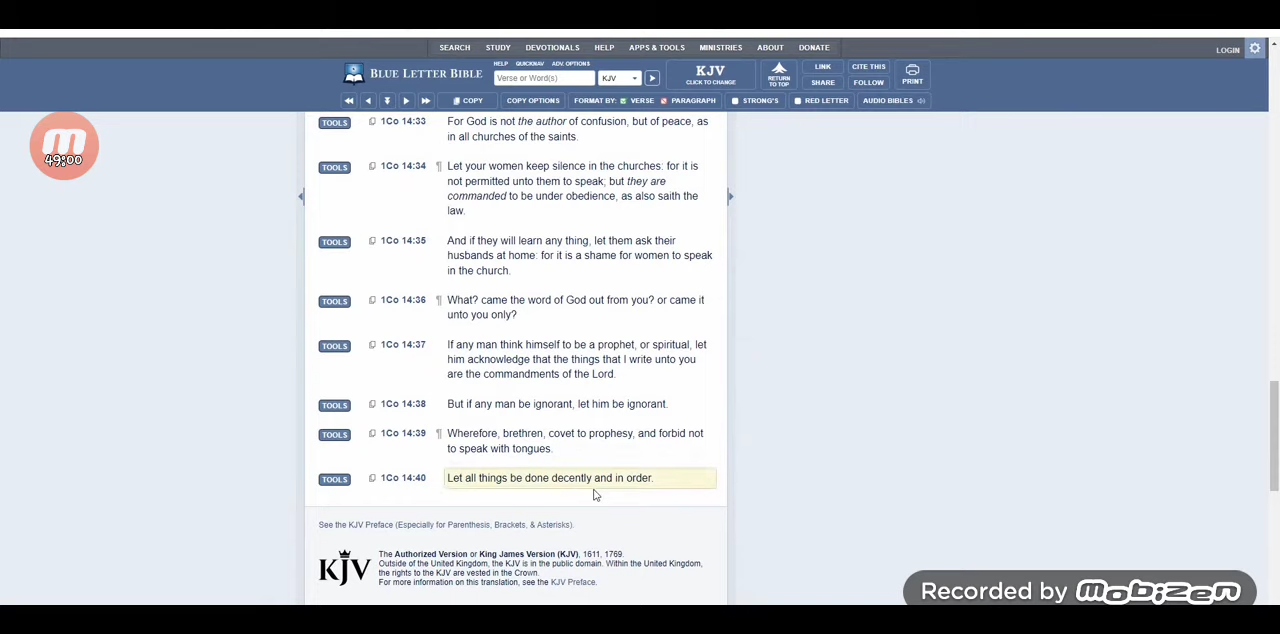 SEARCH STUDY DEVOTIONALS HELP APPS & TOOLS MINISTRIES ABOUT DONATE LOGIN
BLUE LETTER BIBLE
HELP QUICKNAV ADV. OPTIONS
Verse or Word(s) KJV
KJV
CLICK TO CHANGE
RETURN
TO TOP
LINK CITE THIS
SHARE FOLLOW
PRINT
COPY COPY OPTIONS FORMAT BY: VERSE PARAGRAPH STRONG'S RED LETTER AUDIO BIBLES
49:00
TOOLS 1Co 14:33 For God is not the author of confusion, but of peace, as
in all churches of the saints.
TOOLS 1Co 14:34 ¶ Let your women keep silence in the churches: for it is
not permitted unto them to speak; but they are
commanded to be under obedience, as also saith the
law.
TOOLS 1Co 14:35 And if they will learn any thing, let them ask their
husbands at home: for it is a shame for women to speak
in the church.
TOOLS 1Co 14:36 ¶ What? came the word of God out from you? or came it
unto you only?
TOOLS 1Co 14:37 If any man think himself to be a prophet, or spiritual, let
him acknowledge that the things that I write unto you
are the commandments of the Lord.
TOOLS 1Co 14:38 But if any man be ignorant, let him be ignorant.
TOOLS 1Co 14:39 ¶ Wherefore, brethren, covet to prophesy, and forbid not
to speak with tongues.
TOOLS 1Co 14:40 Let all things be done decently and in order.
See the KJV Preface (Especially for Parenthesis, Brackets, & Asterisks).
KJV
The Authorized Version or King James Version (KJV), 1611, 1769.
Outside of the United Kingdom, the KJV is in the public domain. Within the United Kingdom,
the rights to the KJV are vested in the Crown.
For more information on this translation, see the KJV Preface.
Recorded by mobizen